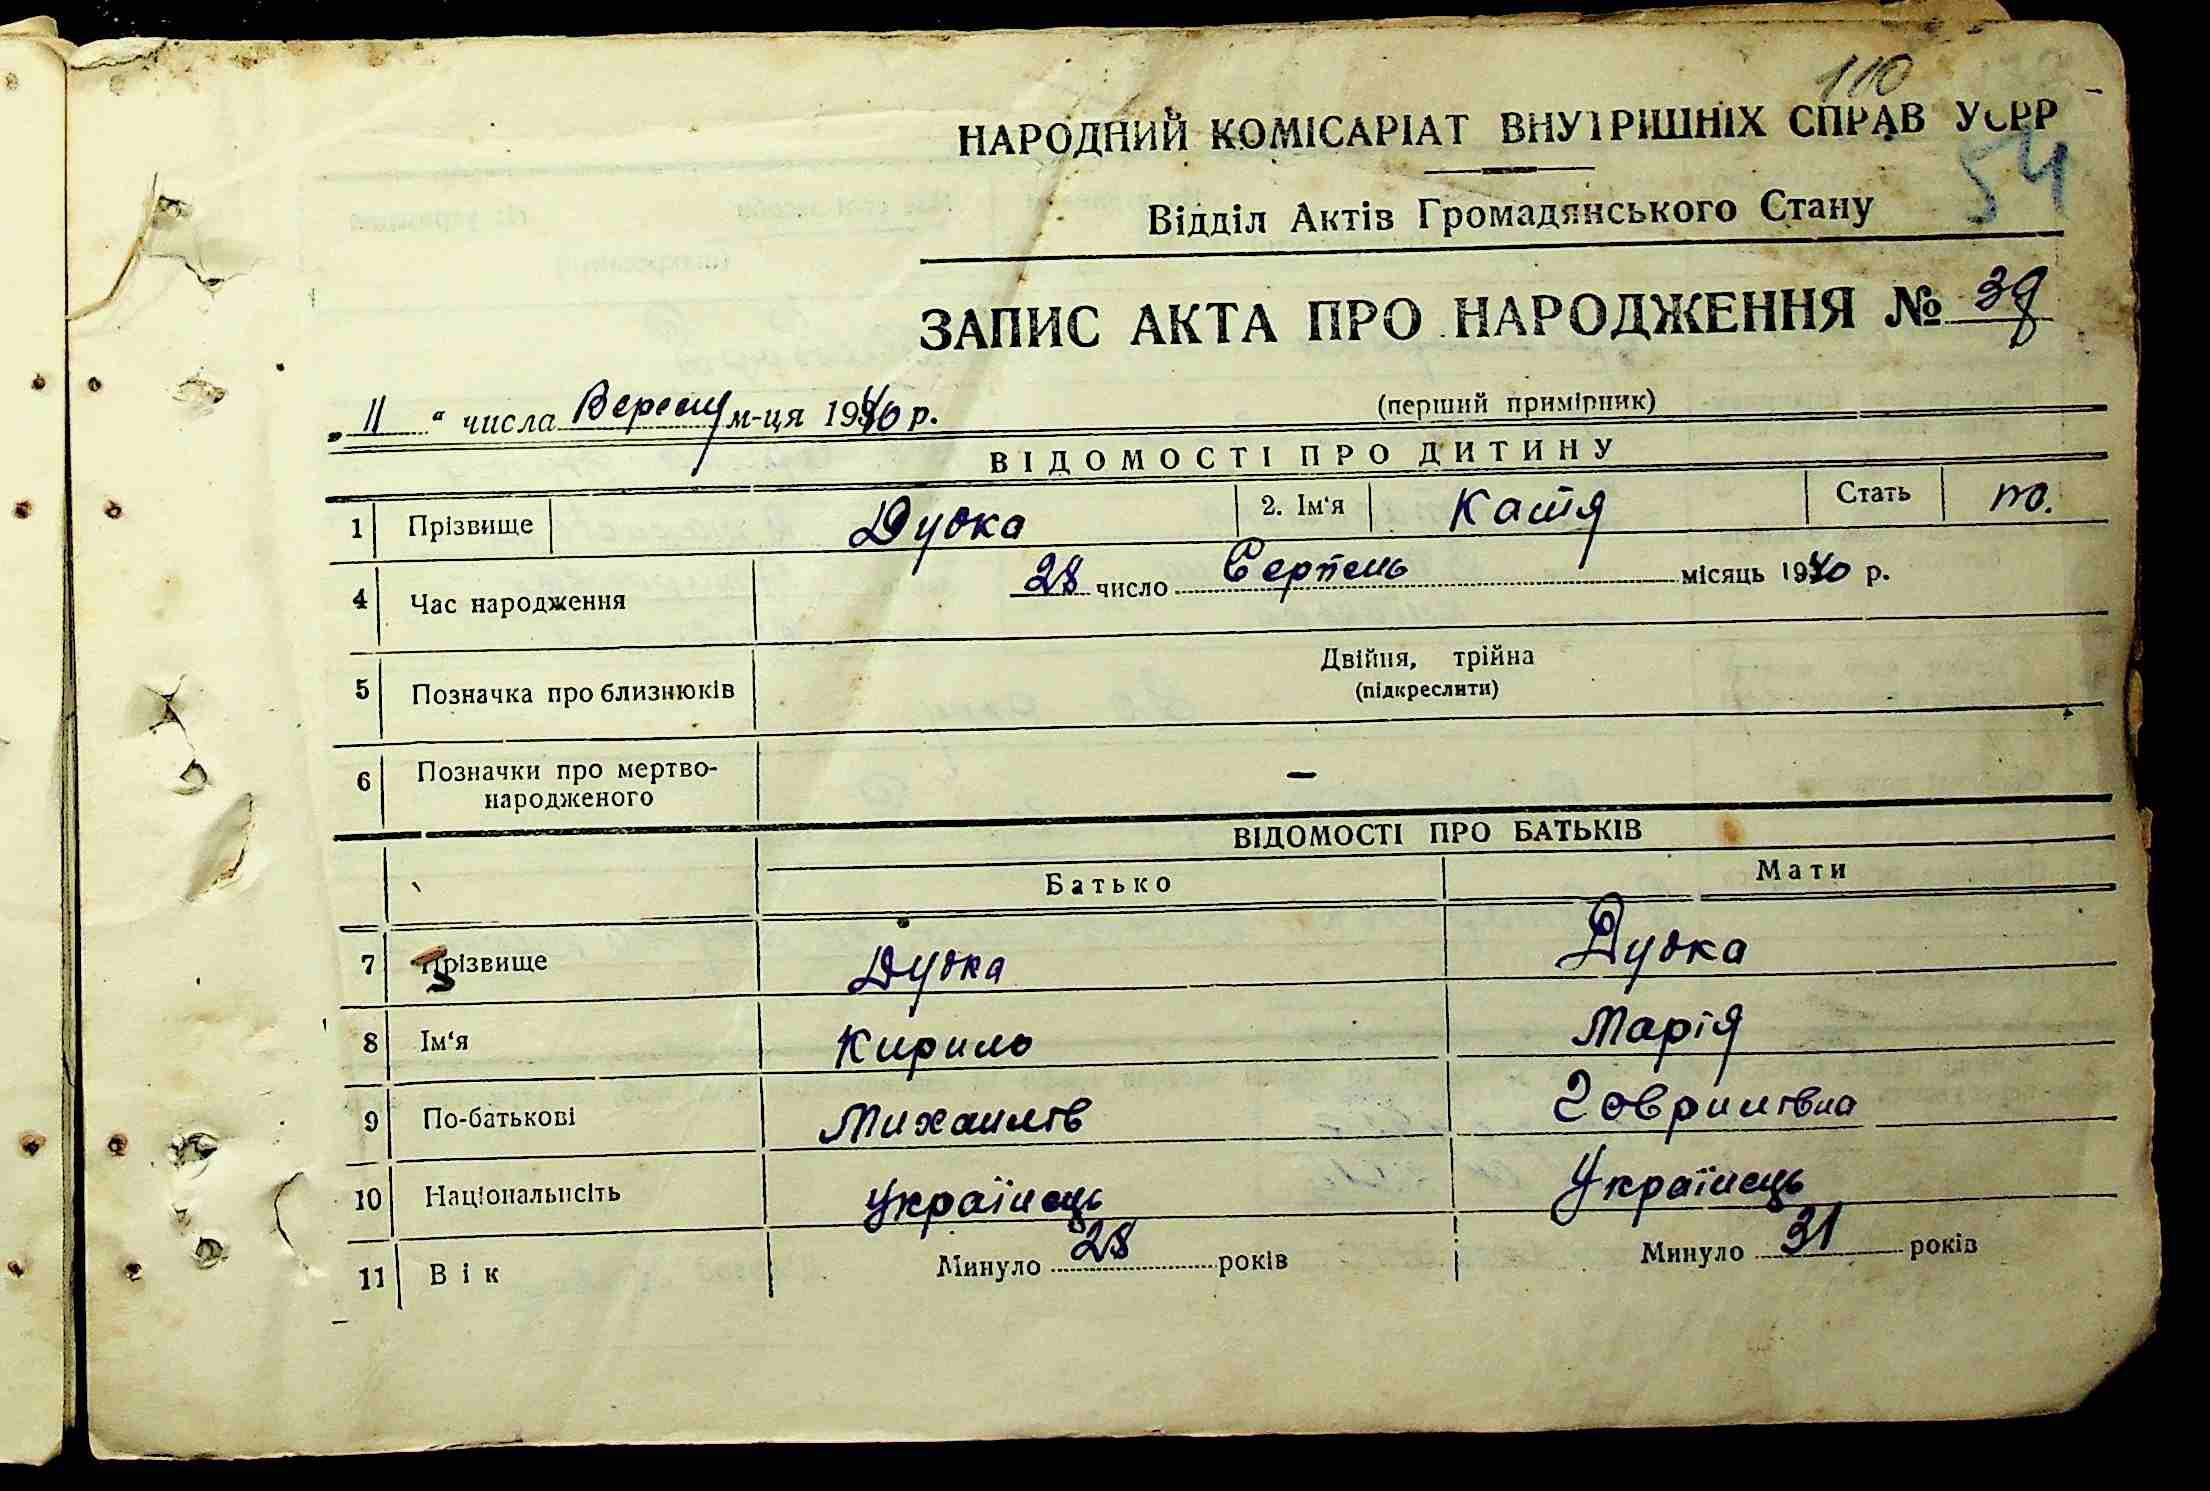 110
НАРОДНИЙ КОМІСАРІАТ ВНУТРІШНІХ СПРАВ УСРР
54
Відділ Актів Громадянського Стану
ЗАПИС АКТА ПРО НАРОДЖЕННЯ № 38
„ 11 “ числа Вересня м-ця 1940 р.
(перший примірник)
ВІДОМОСТІ ПРО ДИТИНУ
1 Прізвище Дудка 2. Ім‘я Катя Стать
4 Час народження 28 число Серпень місяць 1940 р.
5 Позначка про близнюків Двійня, трійна
(підкреслити)
6 Позначки про мертво-
народженого –
ВІДОМОСТІ ПРО БАТЬКІВ
Батько Мати
7 Прізвище Дудка Дудка
8 Ім‘я Кирило Марія
9 По-батькові Михаилів Говрилівна
10 Національність Українець Українець
11 Вік Минуло 28 років Минуло 31 років